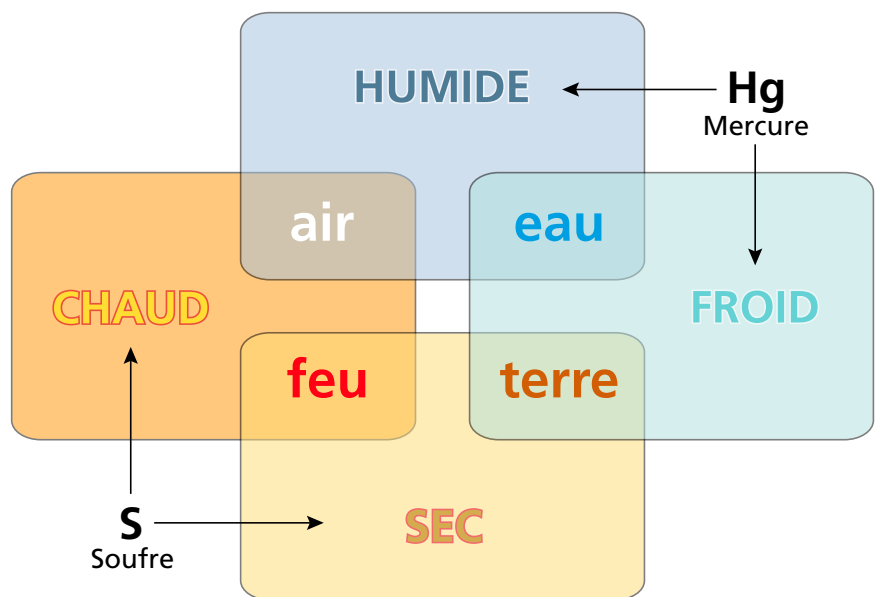 HUMIDE
Hg
Mercure
air
eau
CHAUD
FROID
feu
terre
S
Soufre
SEC